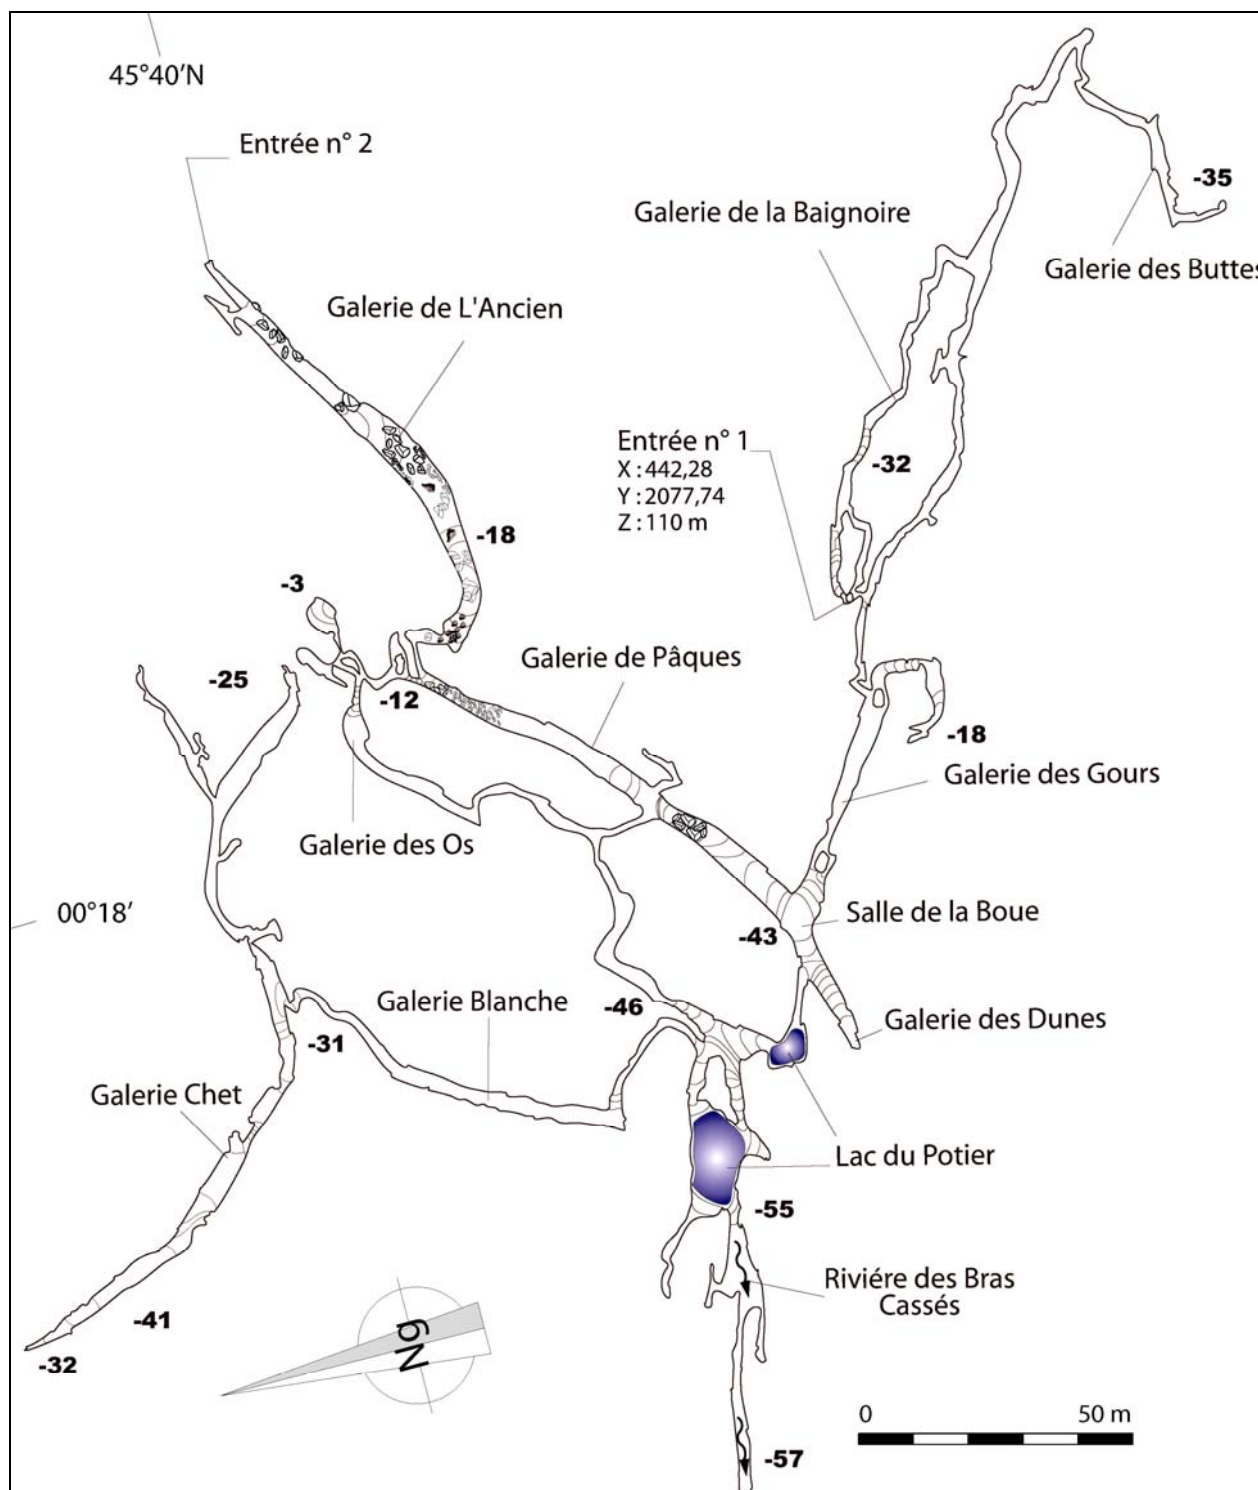 45°40'N
Entrée n° 2
-35
Galerie de la Baignoire
Galerie des Buttes
Galerie de L'Ancien
Entrée n° 1
X : 442,28
Y : 2077,74
Z : 110 m
-32
-18
-3
Galerie de Pâques
-25
-12
-18
Galerie des Gours
Galerie des Os
00°18'
Salle de la Boue
-43
Galerie Blanche
-46
Galerie des Dunes
-31
Galerie Chet
Lac du Potier
-55
Riviére des Bras
Cassés
-41
-32
Ng
0
50 m
-57